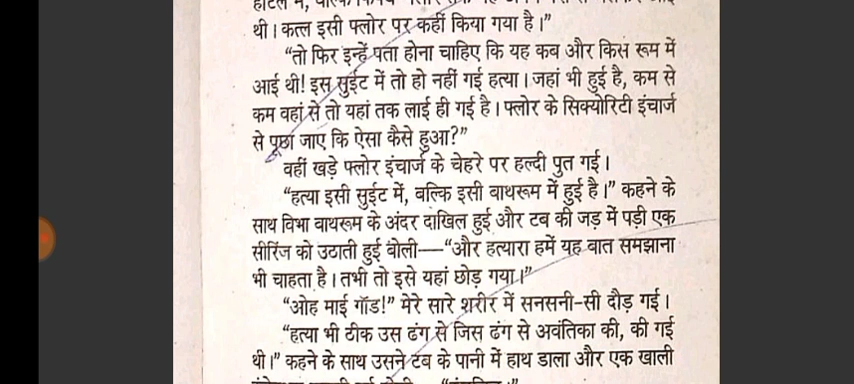 थी। कत्ल इसी फ्लोर पर कहीं किया गया है।”
“तो फिर इन्हें पता होना चाहिए कि यह कब और किस रूम में
आई थी! इस सुईट में तो हो नहीं गई हत्या। जहां भी हुई है, कम से
कम वहां से तो यहां तक लाई ही गई है। फ्लोर के सिक्योरिटी इंचार्ज
से पूछा जाए कि ऐसा कैसे हुआ?”
वहीं खड़े फ्लोर इंचार्ज के चेहरे पर हल्दी पुत गई।
“हत्या इसी सुईट में, बल्कि इसी बाथरूम में हुई है।” कहने के
साथ विभा बाथरूम के अंदर दाखिल हुई और टब की जड़ में पड़ी एक
सीरिंज को उठाती हुई बोली—“और हत्यारा हमें यह बात समझाना
भी चाहता है। तभी तो इसे यहां छोड़ गया।”
“ओह माई गॉड!” मेरे सारे शरीर में सनसनी-सी दौड़ गई।
“हत्या भी ठीक उस ढंग से जिस ढंग से अवंतिका की, की गई
थी।” कहने के साथ उसने टब के पानी में हाथ डाला और एक खाली